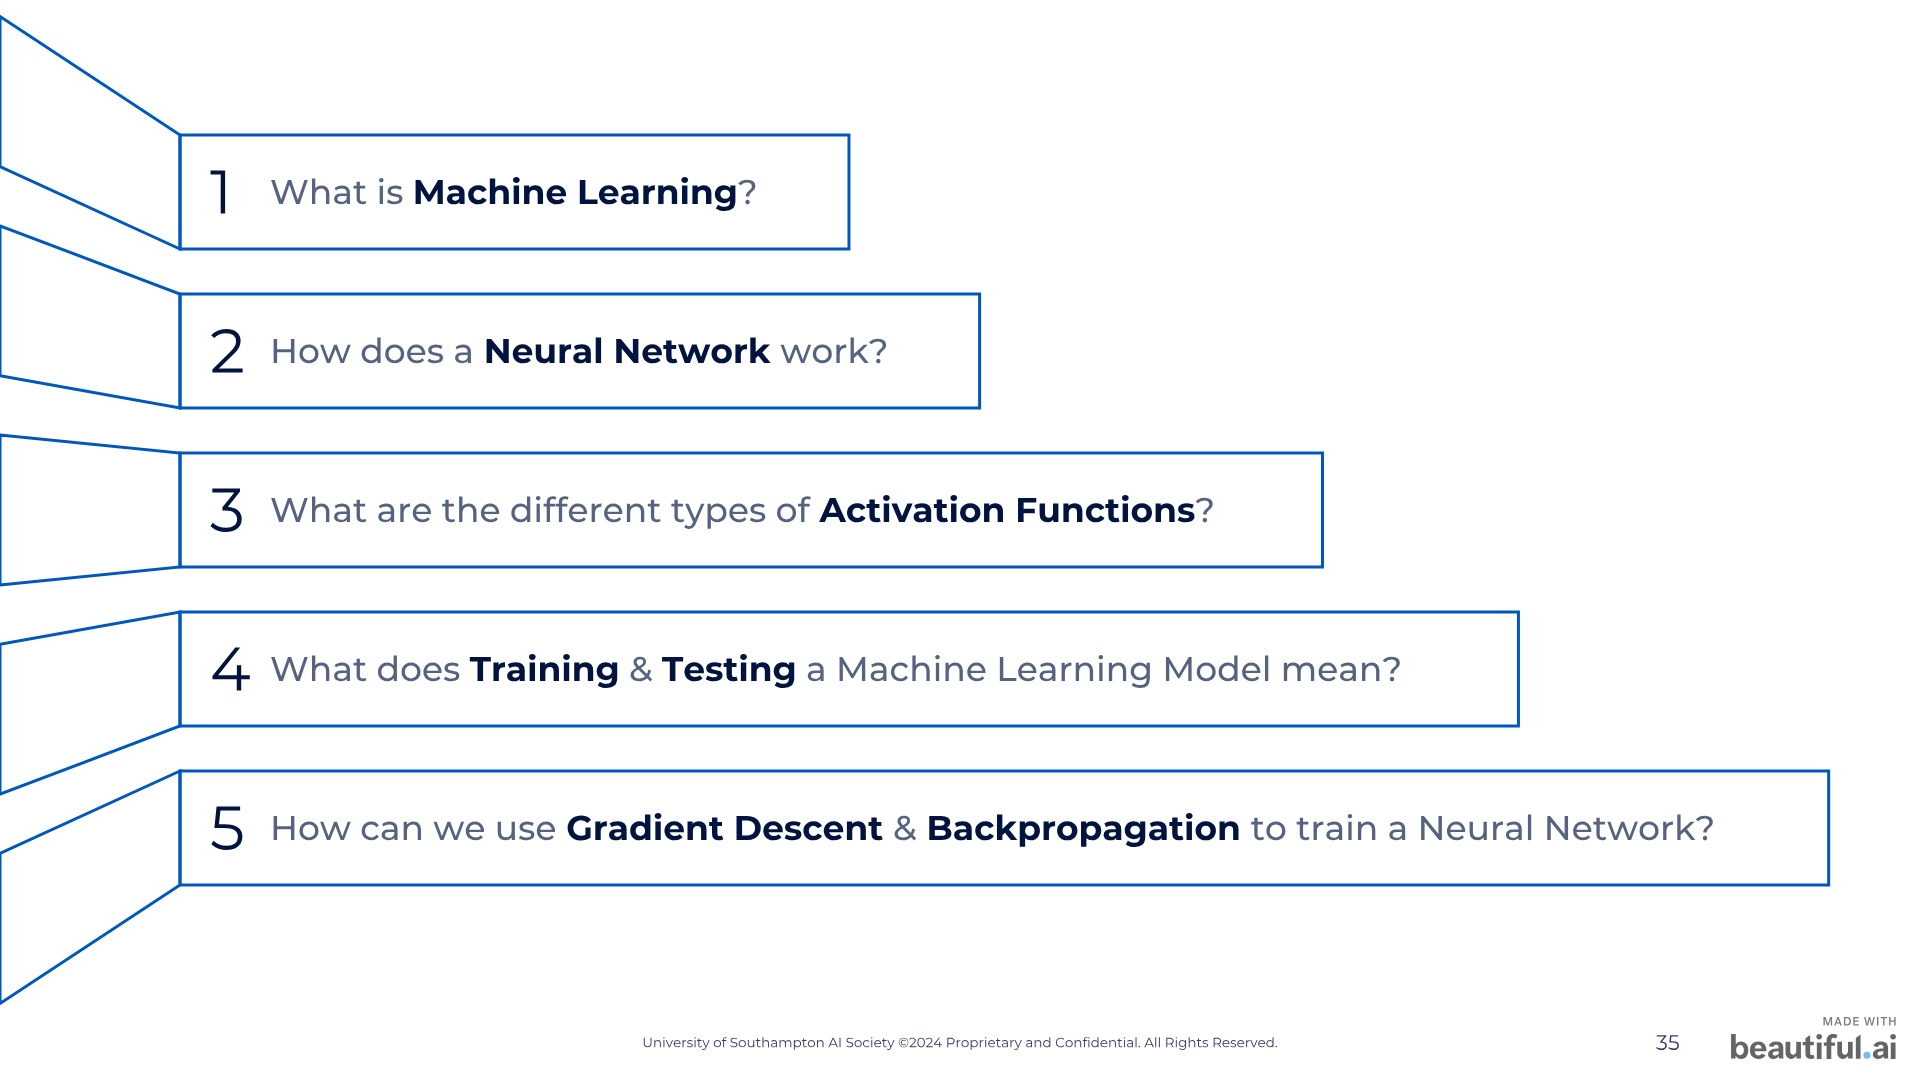 1 What is Machine Learning?
2 How does a Neural Network work?
3 What are the different types of Activation Functions?
4 What does Training & Testing a Machine Learning Model mean?
5 How can we use Gradient Descent & Backpropagation to train a Neural Network?
University of Southampton AI Society ©2024 Proprietary and Confidential. All Rights Reserved.
35
MADE WITH
beautiful.ai